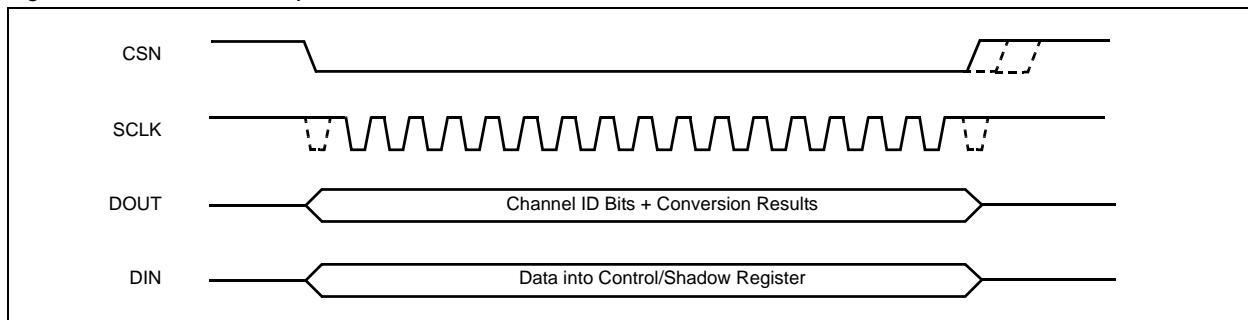 CSN
SCLK
DOUT
Channel ID Bits + Conversion Results
DIN
Data into Control/Shadow Register